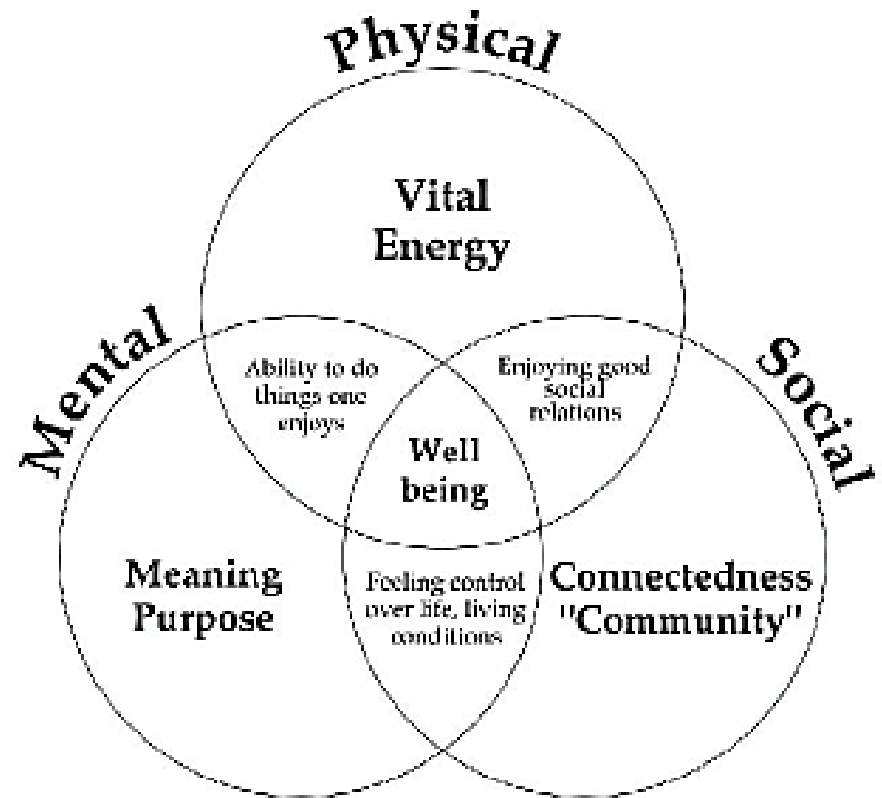 Physical
Vital
Energy
Mental
Social
Ability to do
things one
enjoys
Enjoying good
social
relations
Well
being
Meaning
Purpose
Feeling control
over life, living
conditions
Connectedness
"Community"